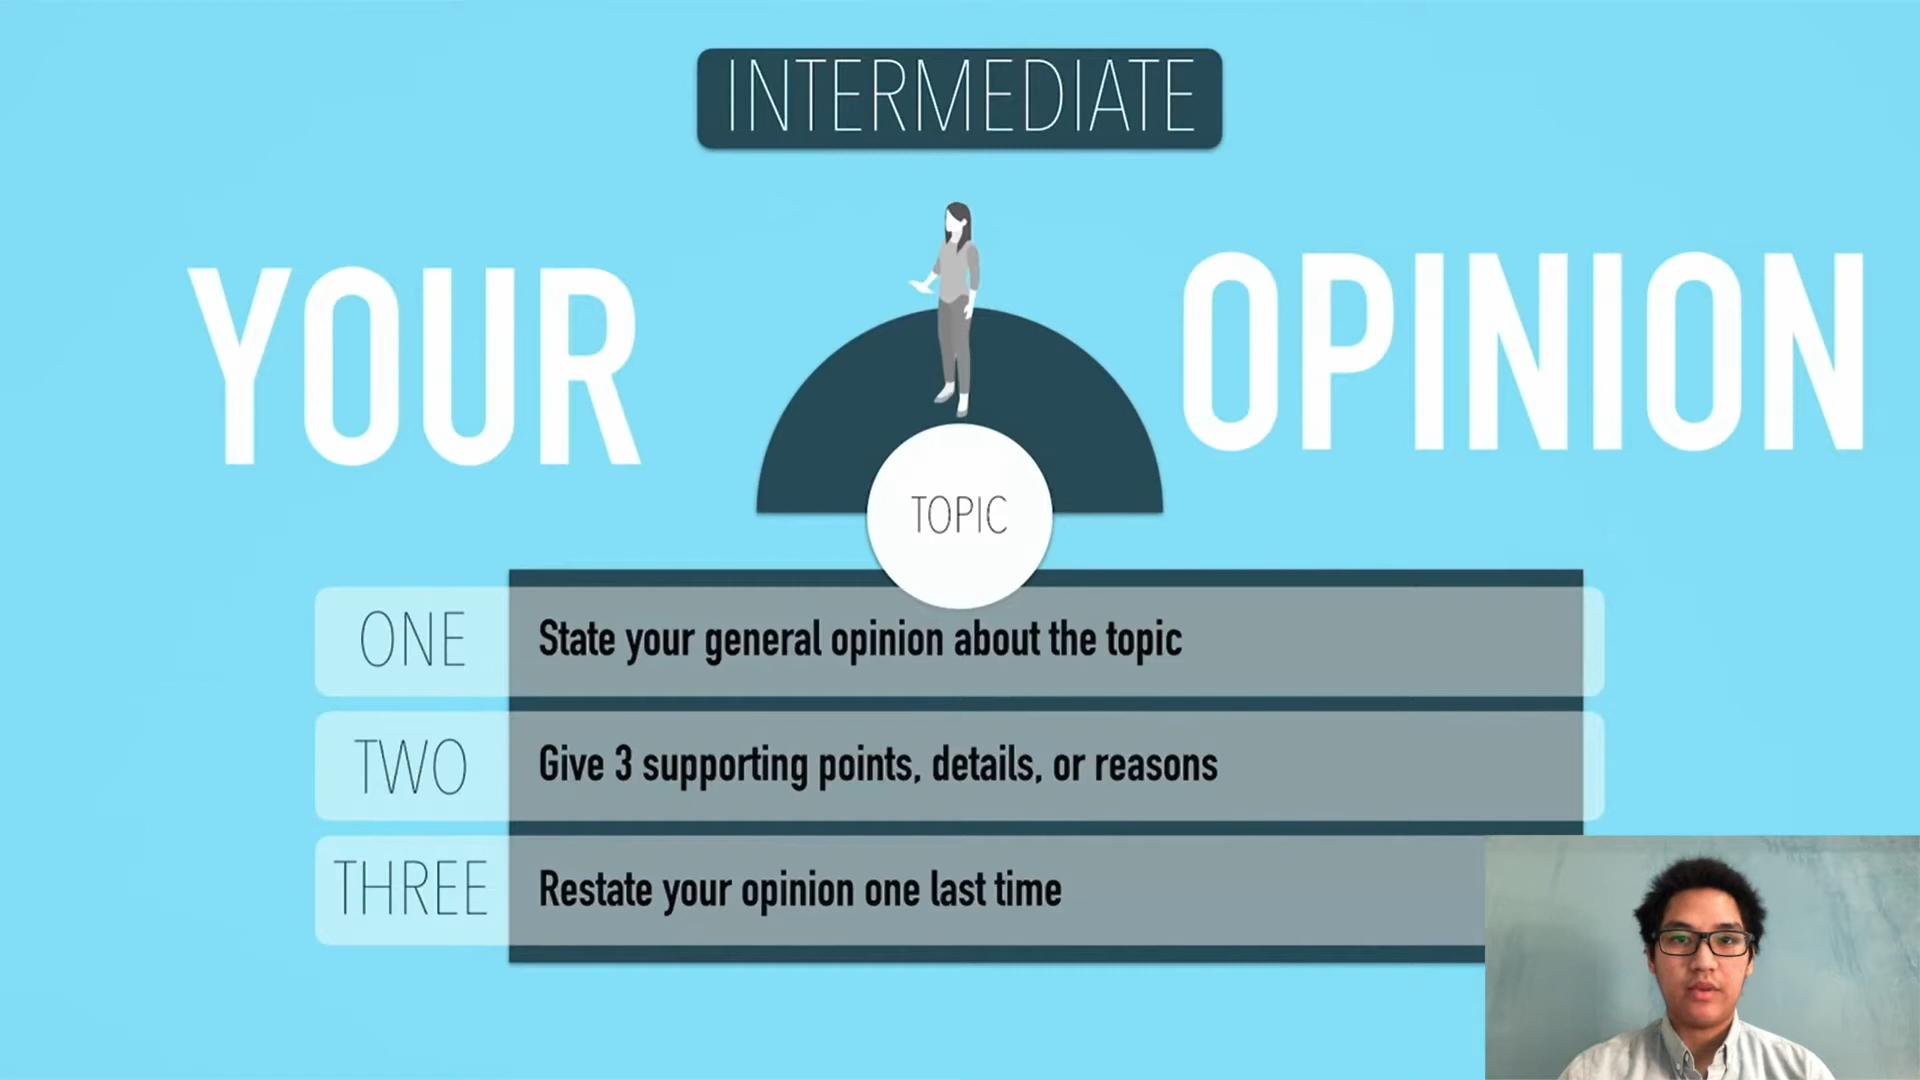 INTERMEDIATE
YOUR OPINION
TOPIC
ONE State your general opinion about the topic
TWO Give 3 supporting points, details, or reasons
THREE Restate your opinion one last time